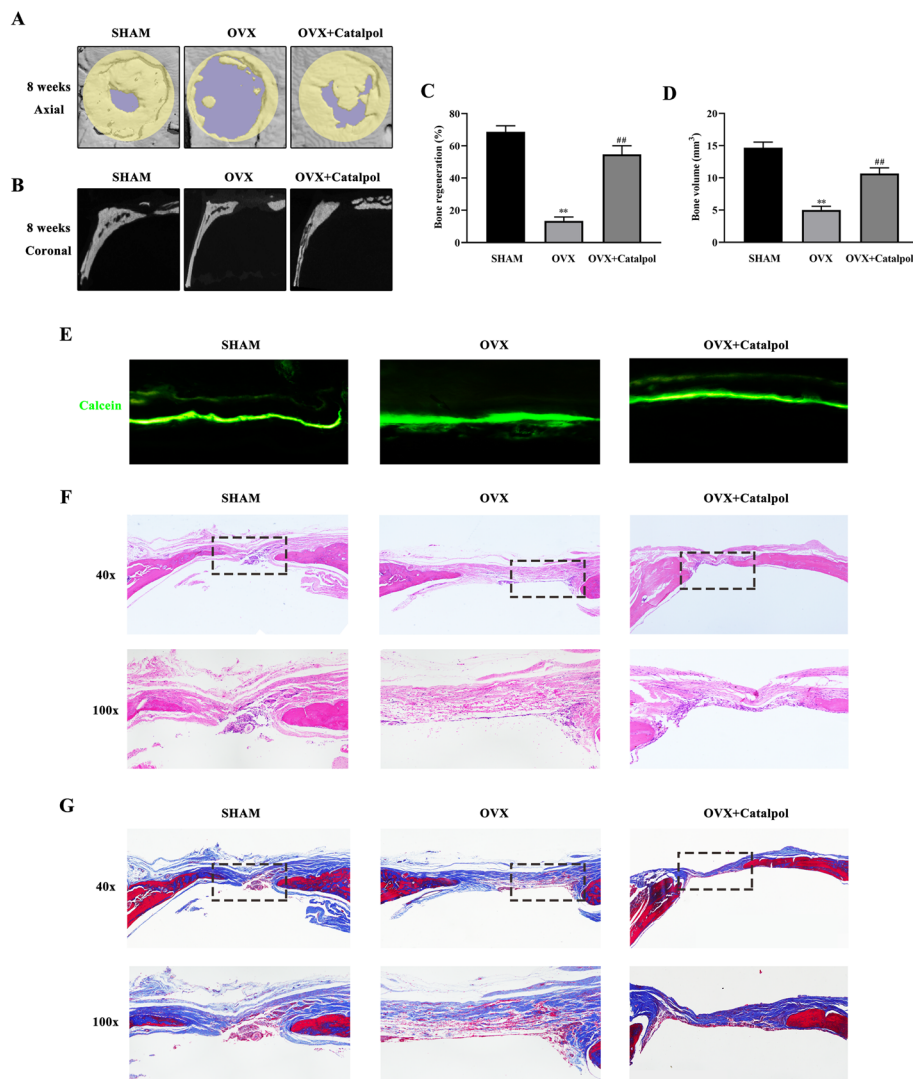 A
SHAM
OVX
OVX+Catalpol
8 weeks
Axial
B
SHAM
OVX
OVX+Catalpol
8 weeks
Coronal
C
Bone regeneration (%)
80
60
40
20
0
**
##
SHAM
OVX
OVX+Catalpol
D
Bone volume (mm³)
20
15
10
5
0
**
##
SHAM
OVX
OVX+Catalpol
E
SHAM
OVX
OVX+Catalpol
Calcein
F
SHAM
OVX
OVX+Catalpol
40x
100x
G
SHAM
OVX
OVX+Catalpol
40x
100x